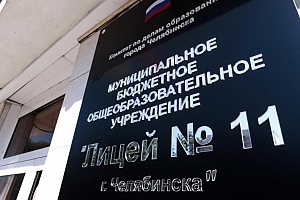 Комитет по делам образования
города Челябинска
МУНИЦИПАЛЬНОЕ
БЮДЖЕТНОЕ
ОБЩЕОБРАЗОВАТЕЛЬНОЕ
УЧРЕЖДЕНИЕ
"Лицей № 11
г. Челябинска"